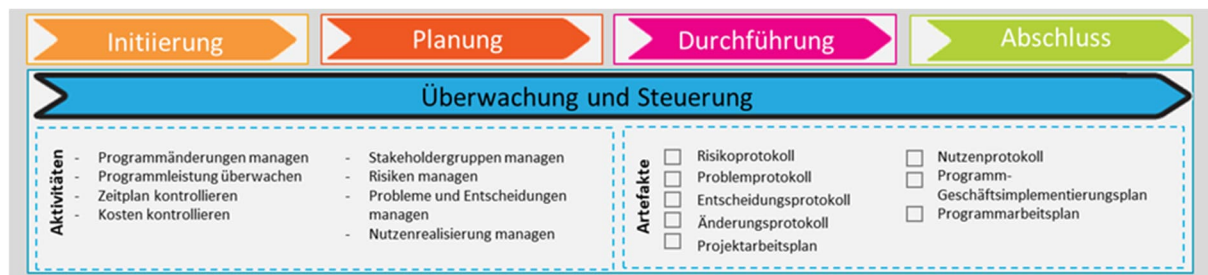 Initiierung
Planung
Durchführung
Abschluss
Überwachung und Steuerung
Aktivitäten
- Programmänderungen managen
- Programmleistung überwachen
- Zeitplan kontrollieren
- Kosten kontrollieren
- Stakeholdergruppen managen
- Risiken managen
- Probleme und Entscheidungen
managen
- Nutzenrealisierung managen
Artefakte
Risikoprotokoll
Problemprotokoll
Entscheidungsprotokoll
Änderungsprotokoll
Projektarbeitsplan
Nutzenprotokoll
Programm-
Geschäftsimplementierungsplan
Programmarbeitsplan